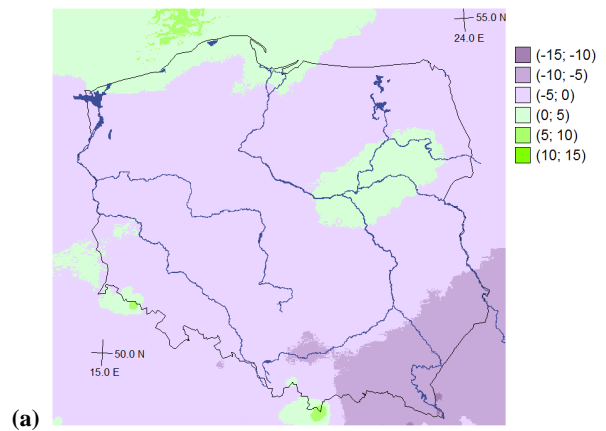 55.0 N
24.0 E
(-15; -10)
(-10; -5)
(-5; 0)
(0; 5)
(5; 10)
(10; 15)
50.0 N
15.0 E
(a)